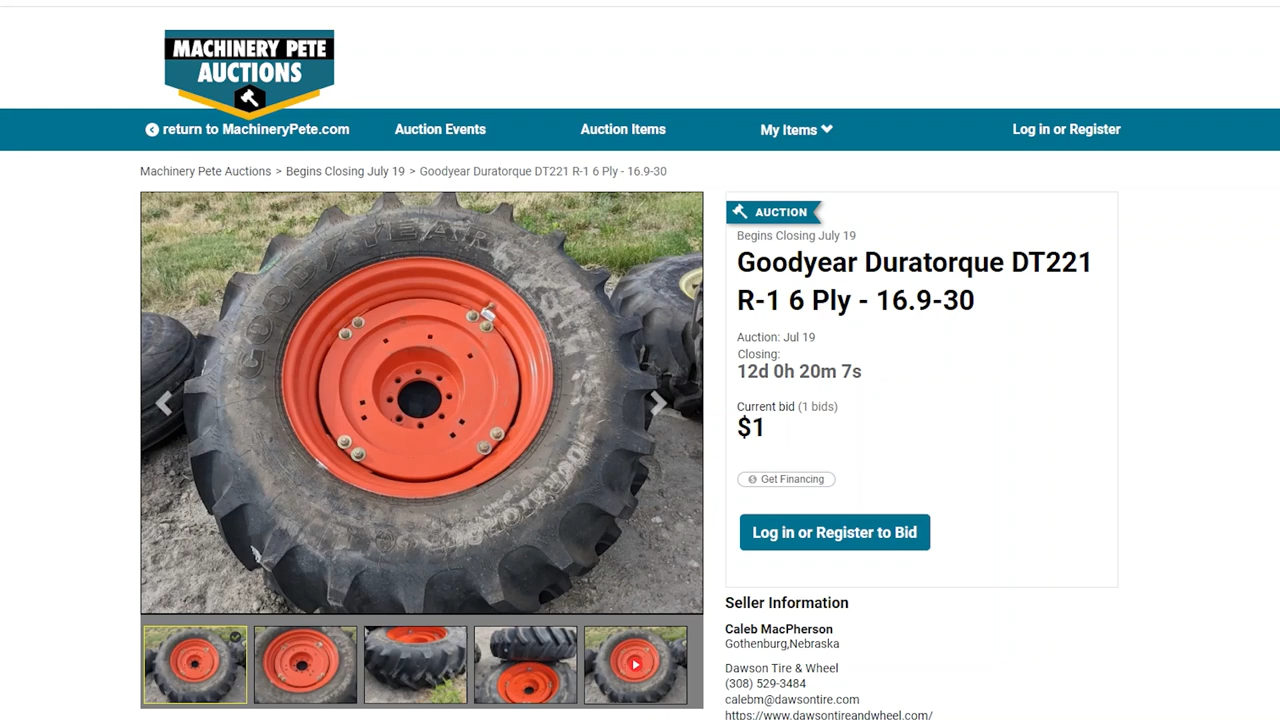 MACHINERY PETE
AUCTIONS
return to MachineryPete.com
Auction Events
Auction Items
My Items
Log in or Register
Machinery Pete Auctions > Begins Closing July 19 > Goodyear Duratorque DT221 R-1 6 Ply - 16.9-30
GOODYEAR
DURATORQUE
AUCTION
Begins Closing July 19
Goodyear Duratorque DT221
R-1 6 Ply - 16.9-30
Auction: Jul 19
Closing:
12d 0h 20m 7s
Current bid (1 bids)
$1
Get Financing
Log in or Register to Bid
Seller Information
Caleb MacPherson
Gothenburg,Nebraska
Dawson Tire & Wheel
(308) 529-3484
calebm@dawsontire.com
https://www.dawsontireandwheel.com/